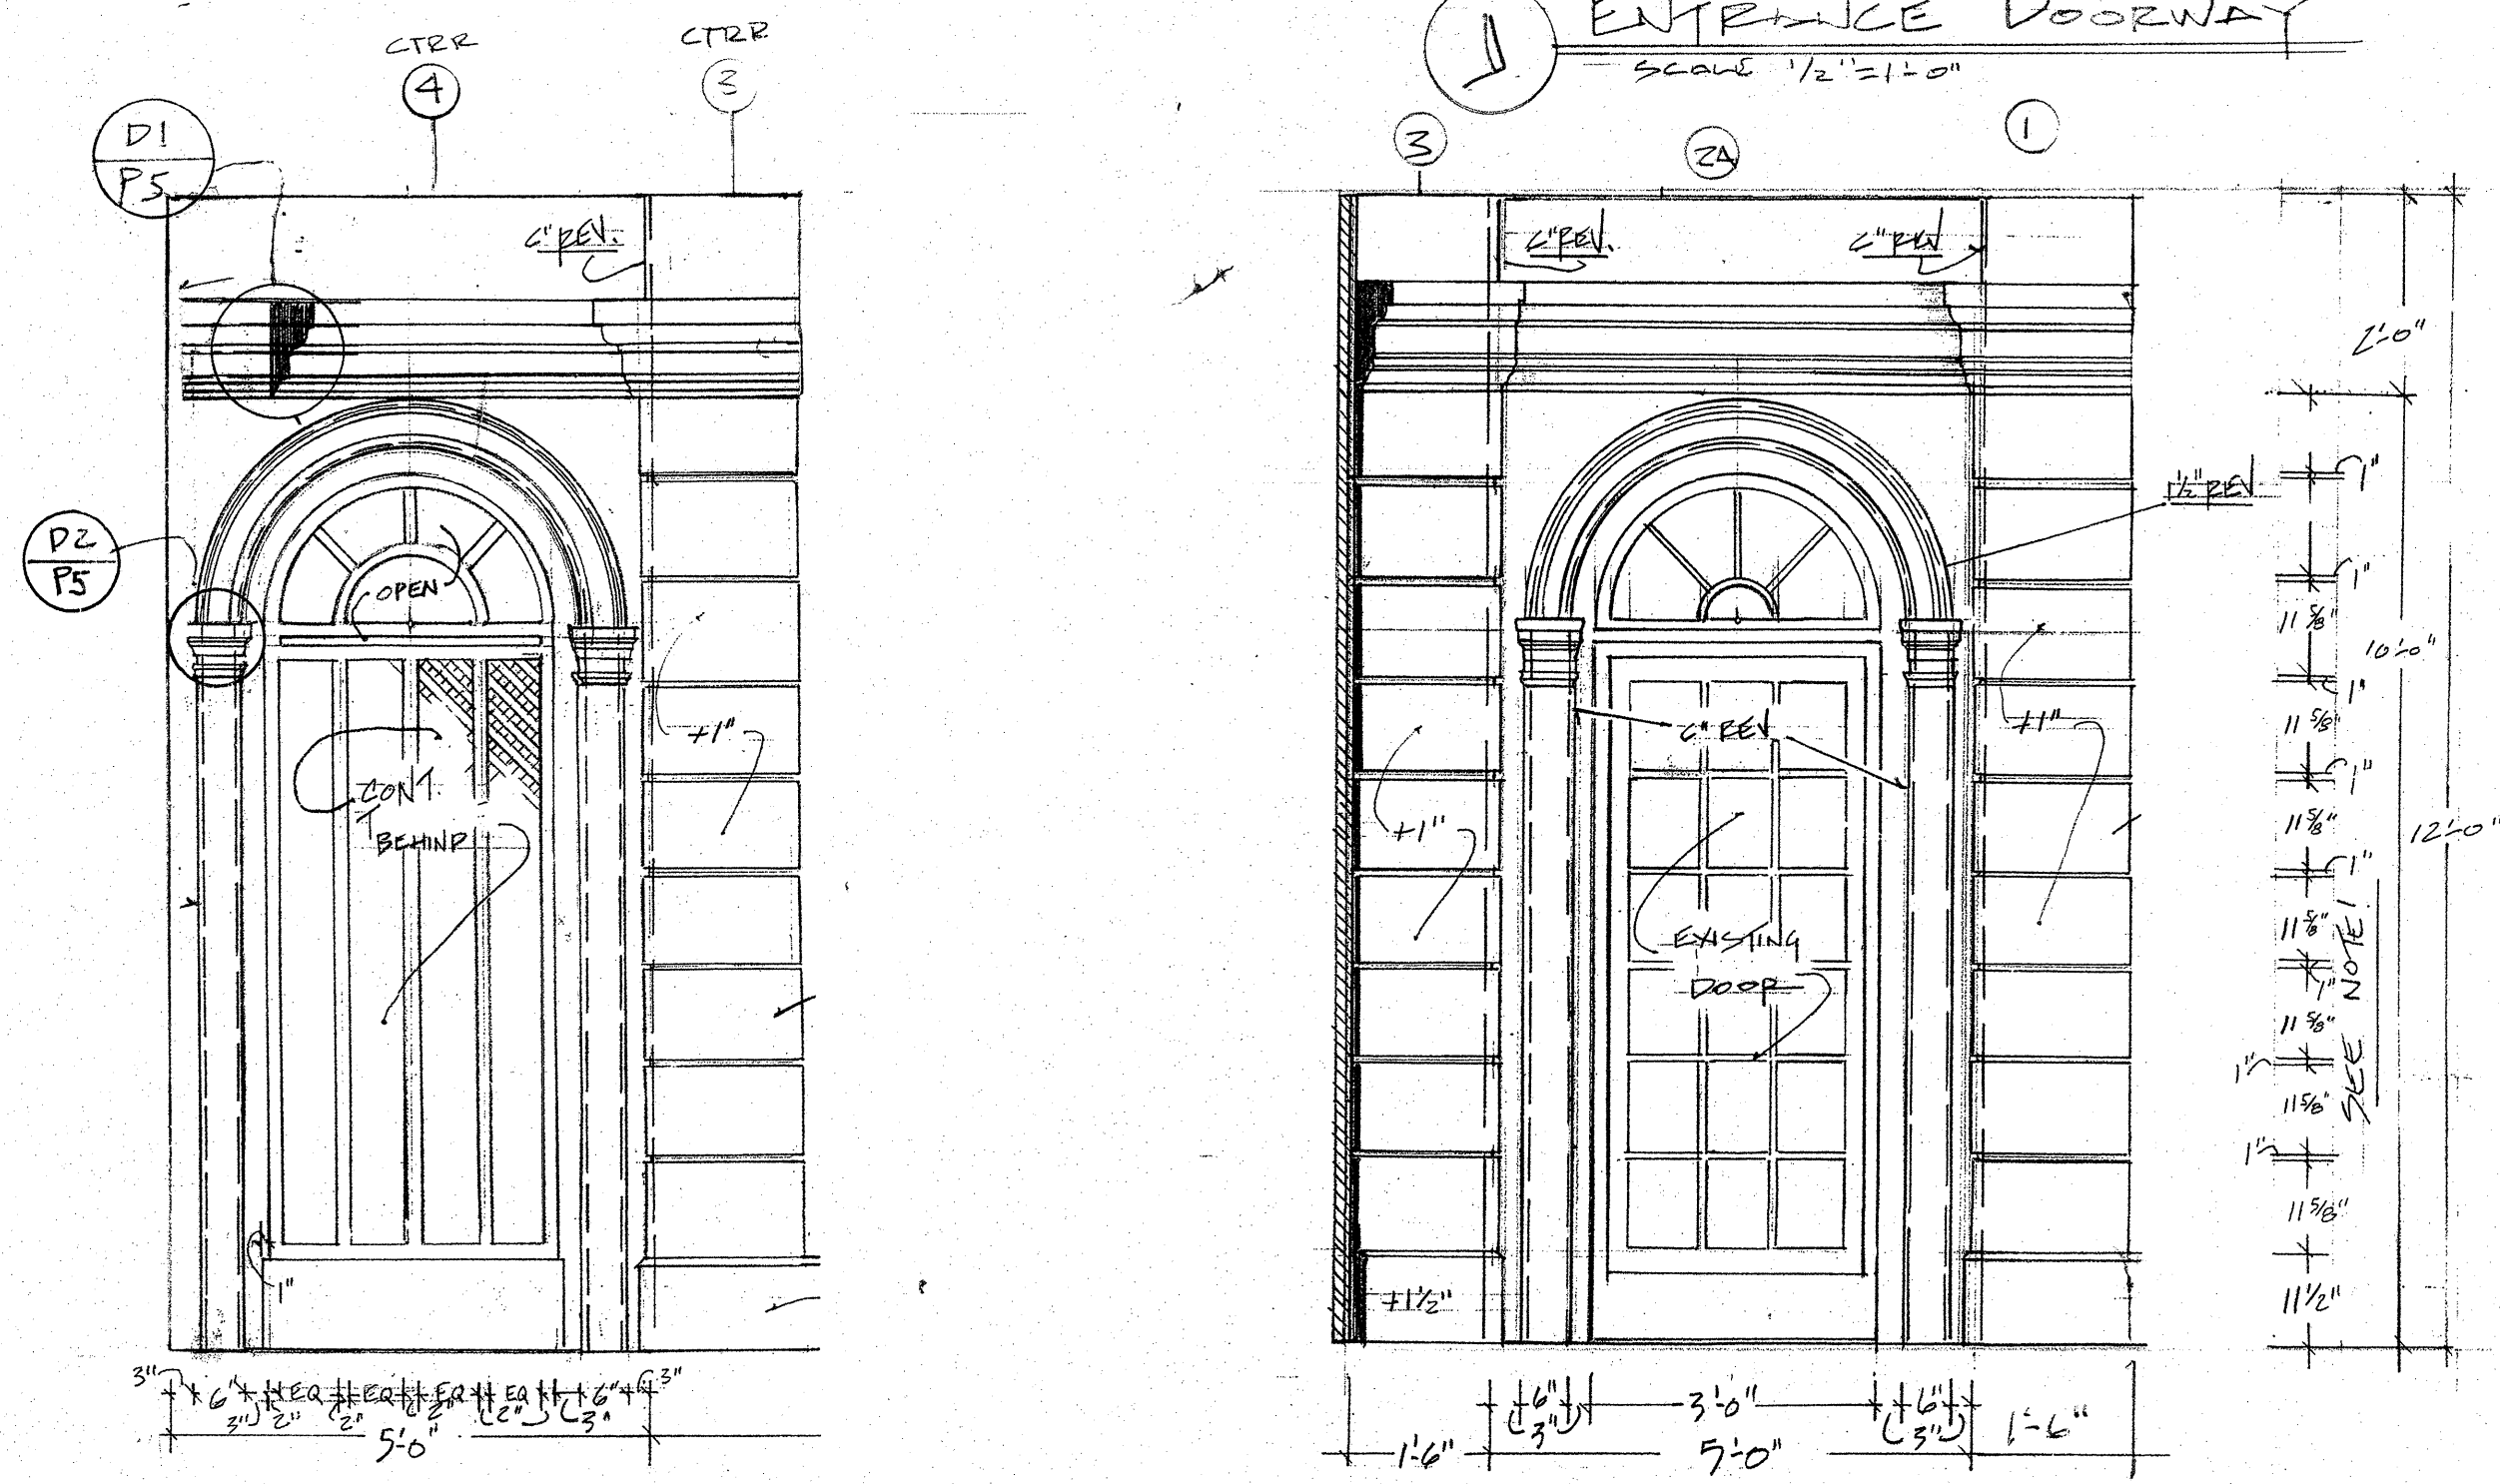 ENTRANCE DOORWAY
SCALE 1/2"=1'-0"
CTRR
4
CTRR
3
D1
P5
6" REV.
D2
P5
OPEN
+1"
CONT.
BEHIND
1"
3" 6" EQ EQ EQ EQ 6" 3"
3" 2" 2" 2" 2" 3"
5'-0"
3
2A
1
6" REV.
6" REV
1 1/2" REV
6" REV.
+1"
+1"
EXISTING
DOOR
+1 1/2"
6" 3'-0" 6"
3" 3"
1'-6" 5'-0" 1'-6"
2'-0"
1"
1"
11 5/8"
10'-0"
1"
11 5/8"
1"
11 5/8"
12'-0"
1"
11 5/8"
SEE NOTE 1
1"
11 5/8"
1"
11 5/8"
1"
11 5/8"
11 1/2"